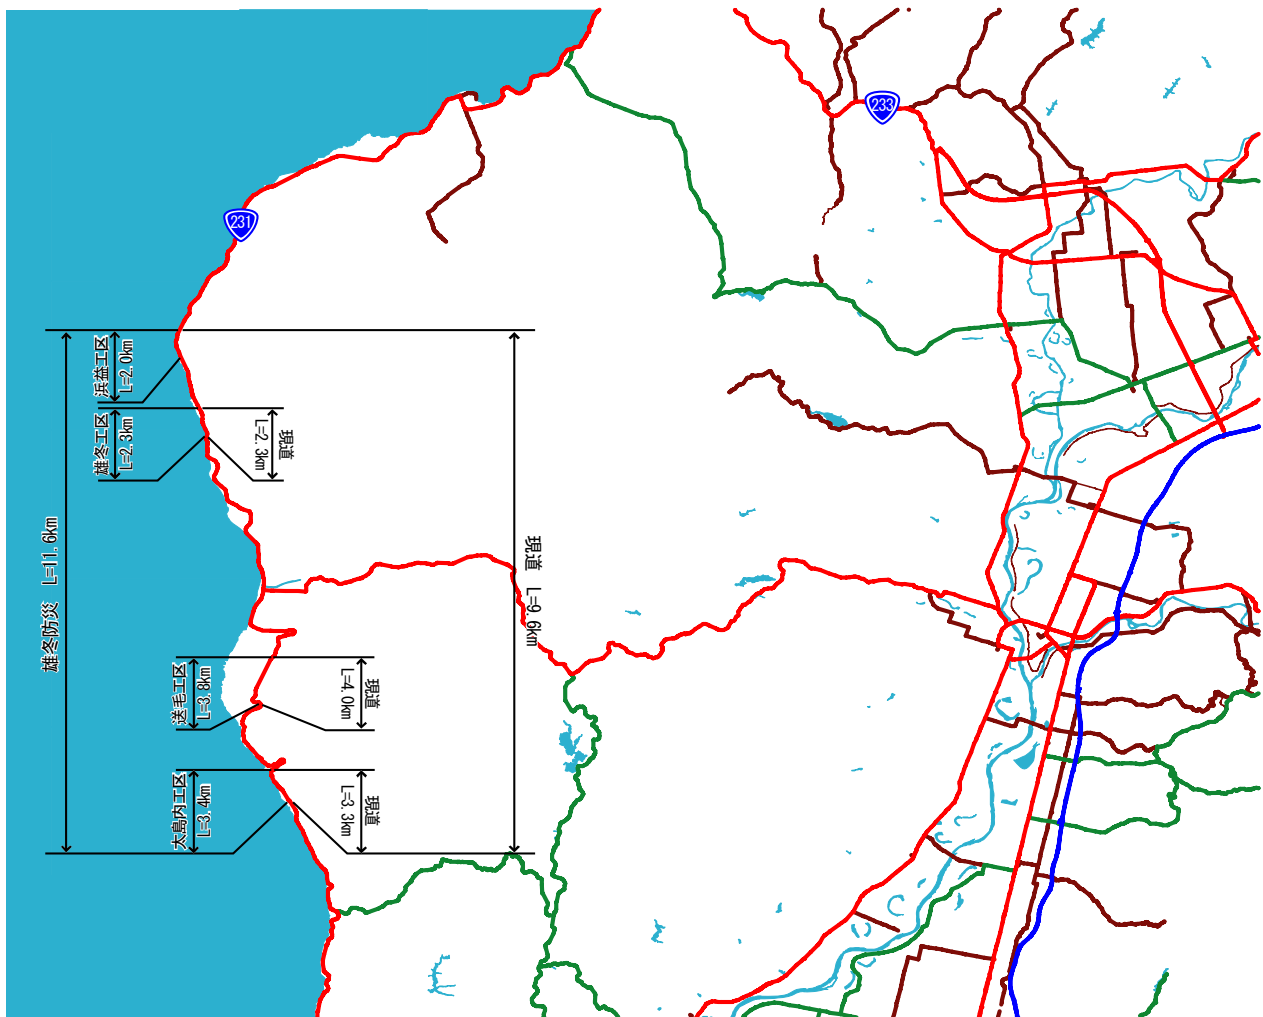 233
231
浜益工区
L=2.0km
雄冬工区
L=2.3km
現道
L=2.3km
雄冬防災 L=11.6km
現道 L=9.6km
送毛工区
L=3.8km
現道
L=4.0km
太島内工区
L=3.4km
現道
L=3.3km